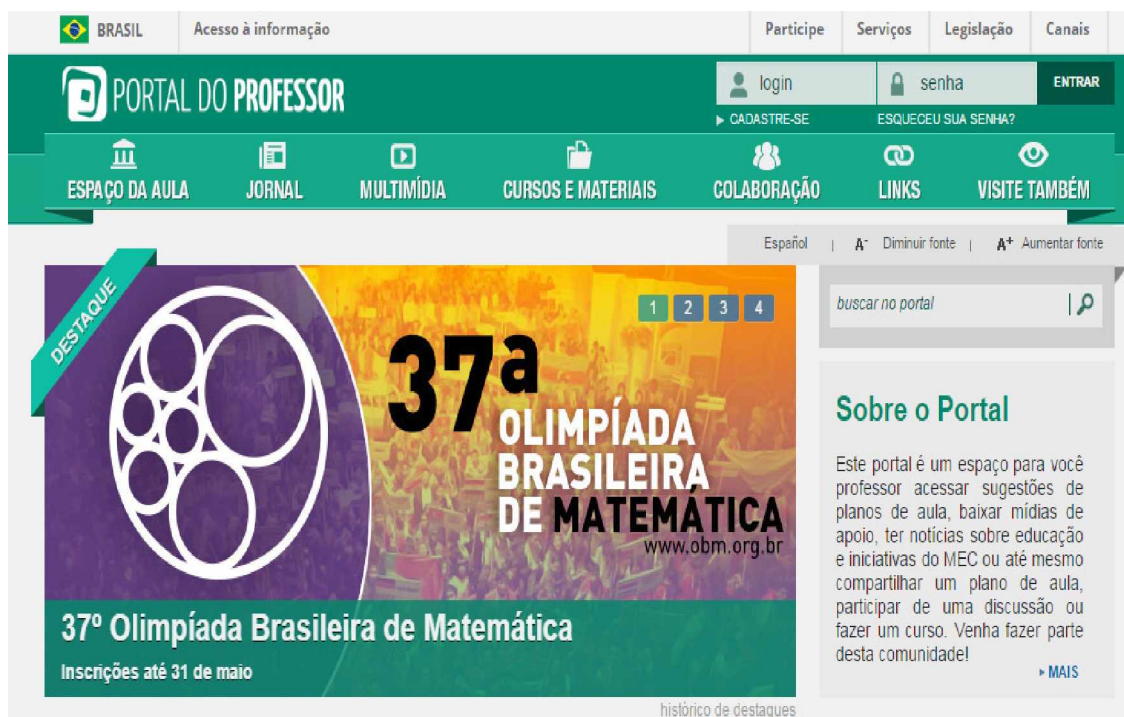 BRASIL Acesso à informação Participe Serviços Legislação Canais
PORTAL DO PROFESSOR
login senha ENTRAR
CADASTRE-SE ESQUECEU SUA SENHA?
ESPAÇO DA AULA JORNAL MULTIMÍDIA CURSOS E MATERIAIS COLABORAÇÃO LINKS VISITE TAMBÉM
Español | A- Diminuir fonte | A+ Aumentar fonte
DESTAQUE
1 2 3 4
37ª
OLIMPÍADA
BRASILEIRA
DE MATEMÁTICA
www.obm.org.br
37º Olimpíada Brasileira de Matemática
Inscrições até 31 de maio
histórico de destaques
buscar no portal
Sobre o Portal
Este portal é um espaço para você
professor acessar sugestões de
planos de aula, baixar mídias de
apoio, ter notícias sobre educação
e iniciativas do MEC ou até mesmo
compartilhar um plano de aula,
participar de uma discussão ou
fazer um curso. Venha fazer parte
desta comunidade!
MAIS